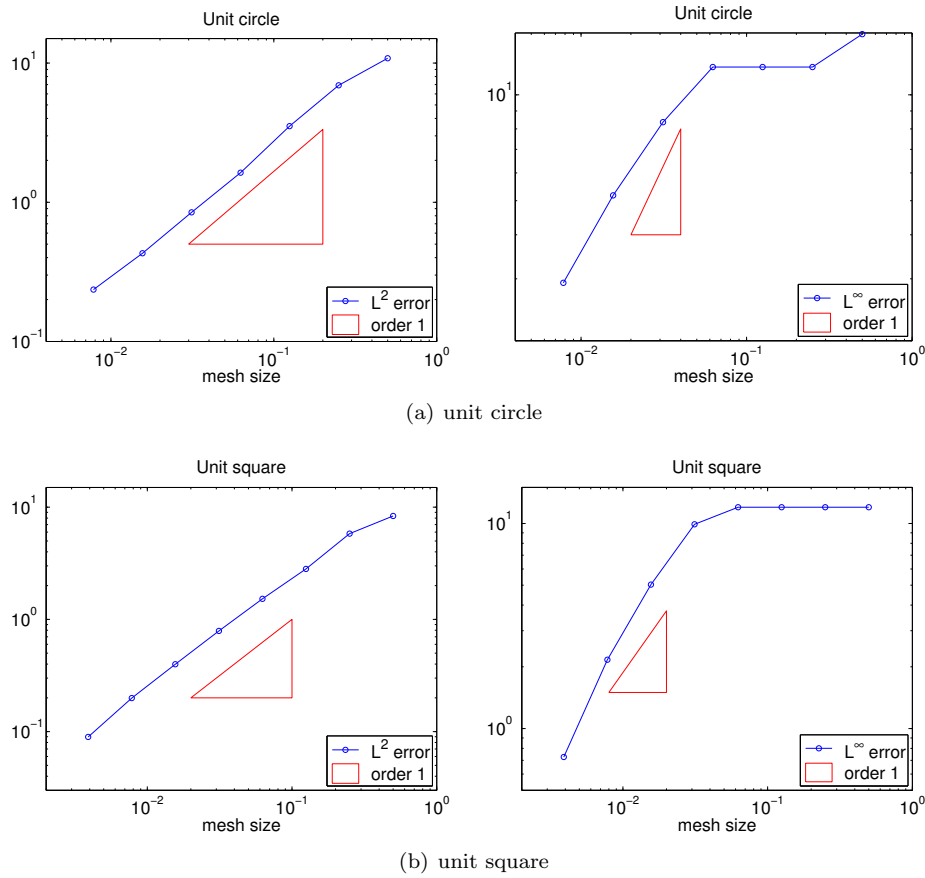 Unit circle
10^1
10^0
10^-1
10^-2
10^-1
10^0
mesh size
L^2 error
order 1
Unit circle
10^1
10^-2
10^-1
10^0
mesh size
L^∞ error
order 1
(a) unit circle
Unit square
10^1
10^0
10^-1
10^-2
10^-1
10^0
mesh size
L^2 error
order 1
Unit square
10^1
10^0
10^-2
10^-1
10^0
mesh size
L^∞ error
order 1
(b) unit square